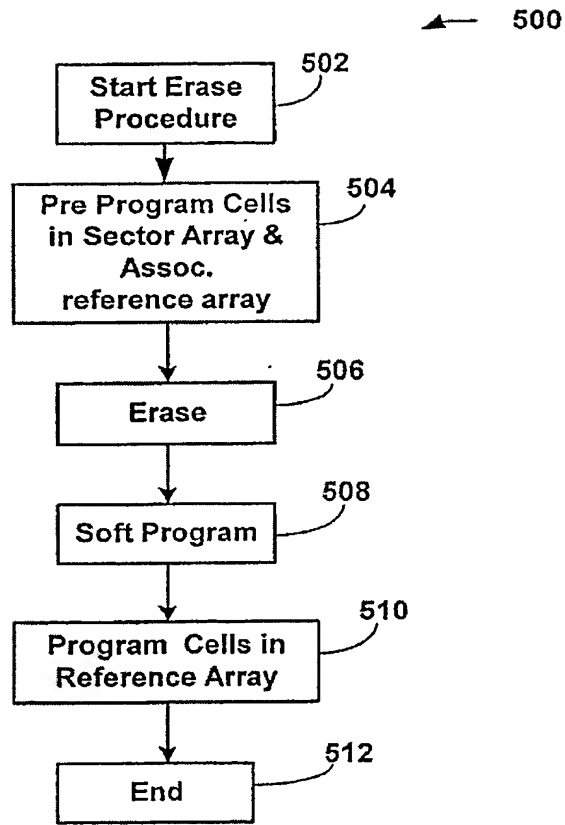 500
502
Start Erase
Procedure
504
Pre Program Cells
in Sector Array &
Assoc.
reference array
506
Erase
508
Soft Program
510
Program Cells in
Reference Array
512
End